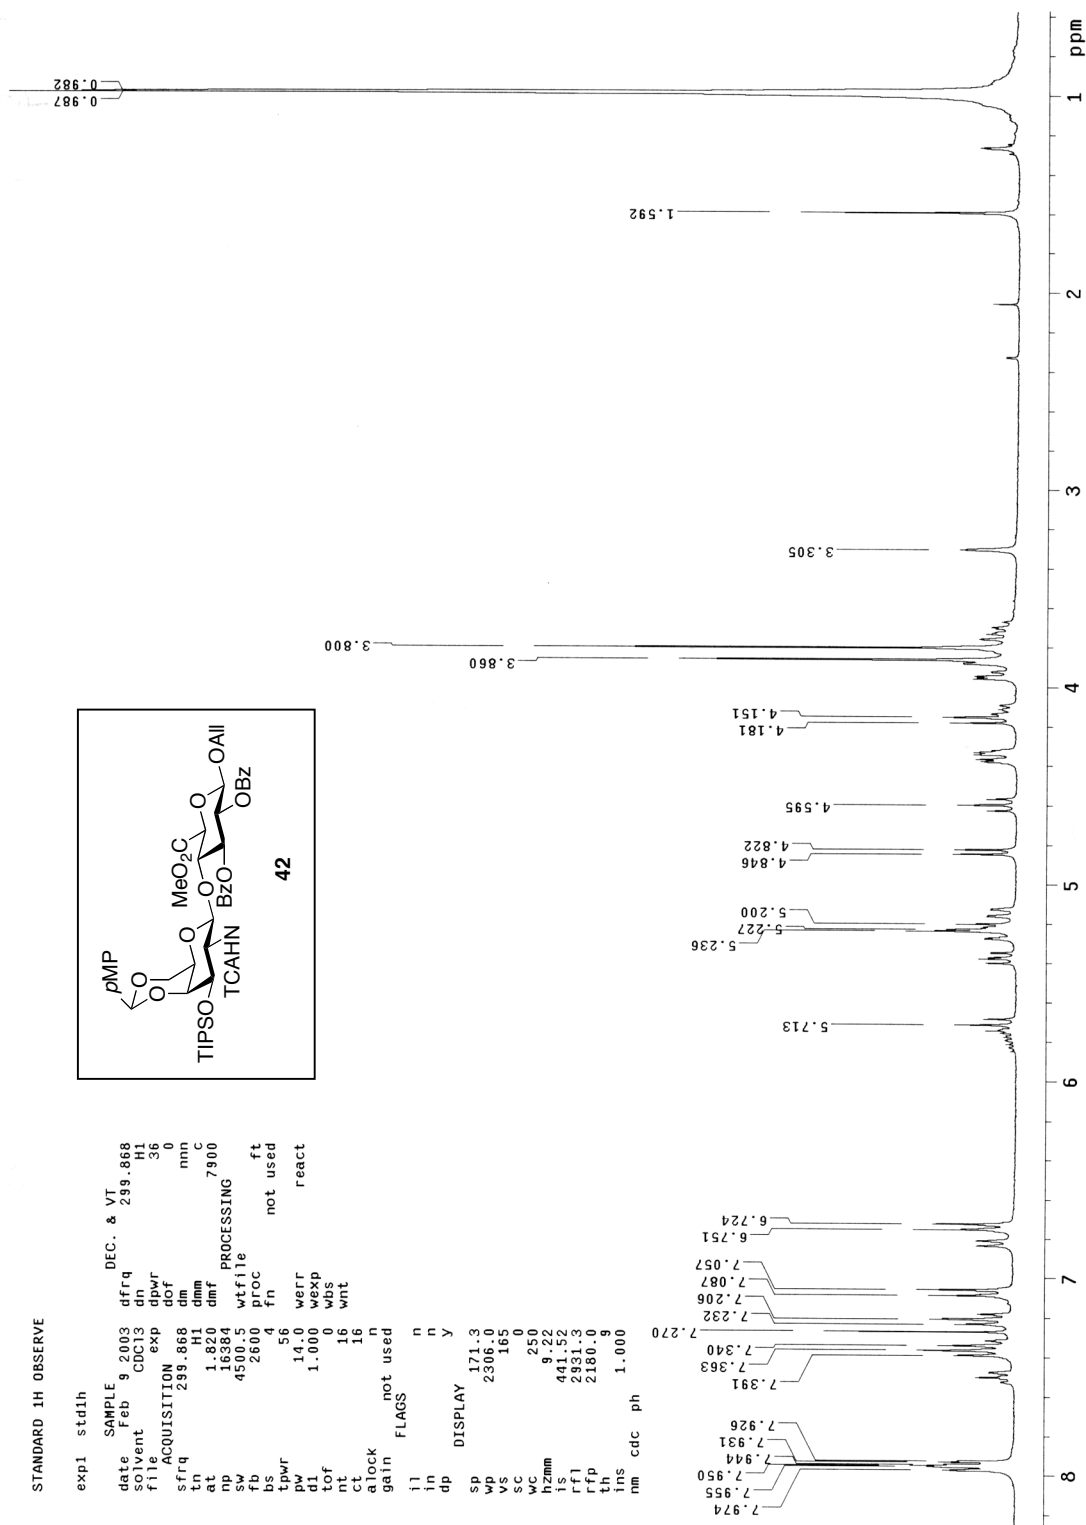 STANDARD 1H OBSERVE
exp1 std1h
SAMPLE DEC. & VT
date Feb 9 2003 dfrq 299.868
solvent CDCl3 dn H1
file exp dpwr 36
ACQUISITION dof 0
sfrq 299.868 dm nnn
tn H1 dmm c
at 1.820 dmf 7900
np 16384 PROCESSING
sw 4500.5 wtfile
fb 2600 proc ft
bs 4 fn not used
tpwr 56
pw 14.0 werr react
d1 1.000 wexp
tof 0 wbs
nt 16 wnt
ct 16
alock n
gain not used
FLAGS
il n
in n
dp y
DISPLAY
sp 171.3
wp 2306.0
vs 165
sc 0
wc 250
hzmm 9.22
is 441.52
rfl 2931.3
rfp 2180.0
th 9
ins 1.000
nm cdc ph
pMP
O
O
O
TIPSO
TCAHN
MeO2C
O
O
BzO
OBz
OAll
42
7.974
7.955
7.950
7.944
7.931
7.926
7.391
7.363
7.340
7.270
7.232
7.206
7.087
7.057
6.751
6.724
5.713
5.236
5.227
5.200
4.846
4.822
4.595
4.181
4.151
3.860
3.800
3.305
1.592
0.987
0.982
8 7 6 5 4 3 2 1 ppm